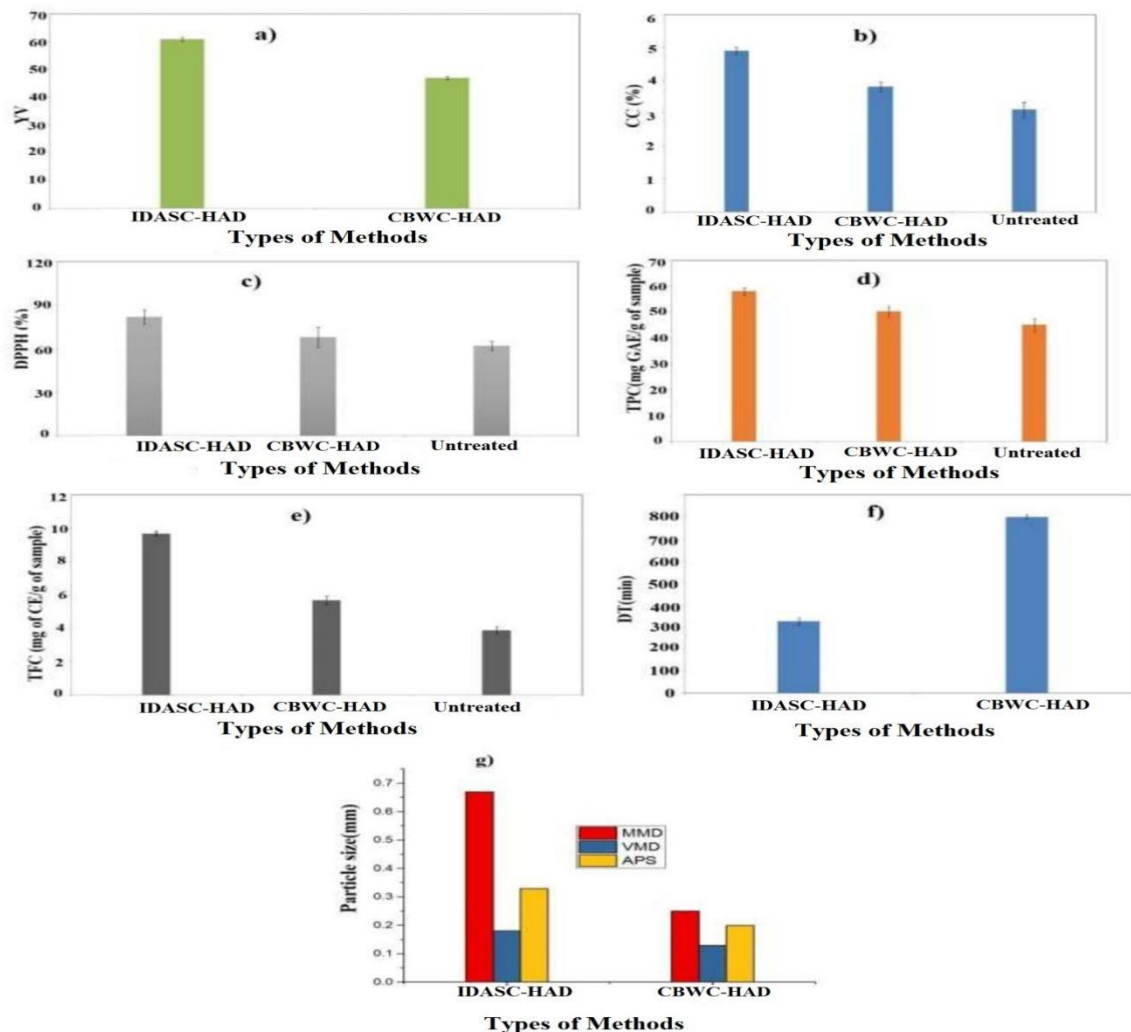 a)
70
60
50
40
30
20
10
0
YV
IDASC-HAD CBWC-HAD
Types of Methods
b)
6
5
4
3
2
1
0
CC (%)
IDASC-HAD CBWC-HAD Untreated
Types of Methods
c)
120
90
60
30
0
DPPH (%)
IDASC-HAD CBWC-HAD Untreated
Types of Methods
d)
70
60
50
40
30
20
10
0
TPC(mg GAE/g of sample)
IDASC-HAD CBWC-HAD Untreated
Types of Methods
e)
12
10
8
6
4
2
0
TFC (mg of CE/g of sample)
IDASC-HAD CBWC-HAD Untreated
Types of Methods
f)
800
700
600
500
400
300
200
100
0
DT(min)
IDASC-HAD CBWC-HAD
Types of Methods
g)
0.7
0.6
0.5
0.4
0.3
0.2
0.1
0.0
Particle size(mm)
MMD
VMD
APS
IDASC-HAD CBWC-HAD
Types of Methods